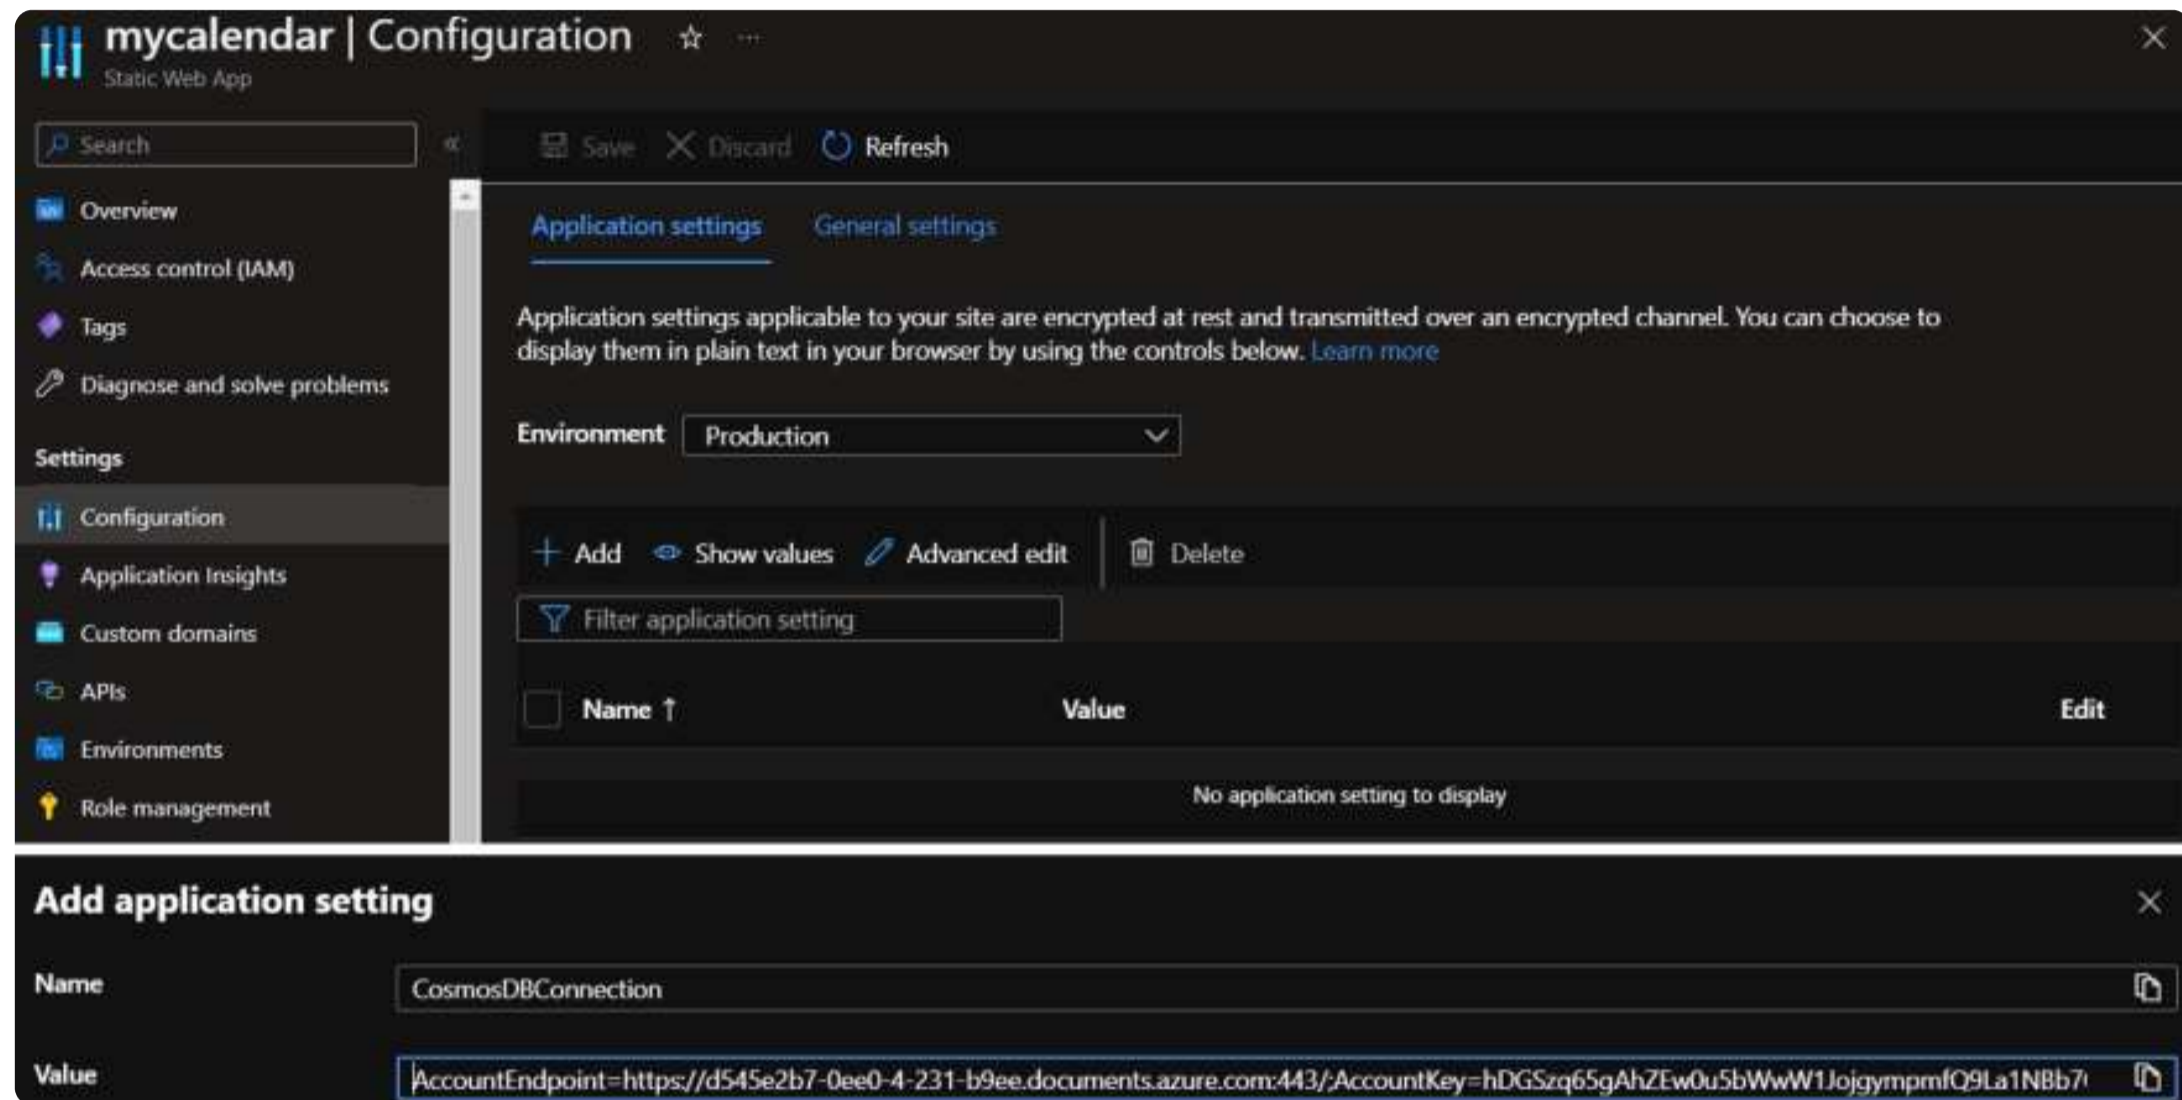 mycalendar | Configuration
Static Web App
Search
Save Discard Refresh
Overview
Access control (IAM)
Tags
Diagnose and solve problems
Settings
Configuration
Application Insights
Custom domains
APIs
Environments
Role management
Application settings General settings
Application settings applicable to your site are encrypted at rest and transmitted over an encrypted channel. You can choose to
display them in plain text in your browser by using the controls below. Learn more
Environment Production
Add Show values Advanced edit Delete
Filter application setting
Name ↑ Value Edit
No application setting to display
Add application setting
Name CosmosDBConnection
Value AccountEndpoint=https://d545e2b7-0ee0-4-231-b9ee.documents.azure.com:443/;AccountKey=hDGSzq65gAhZEw0u5bWwW1JojgympmfQ9La1NBb7